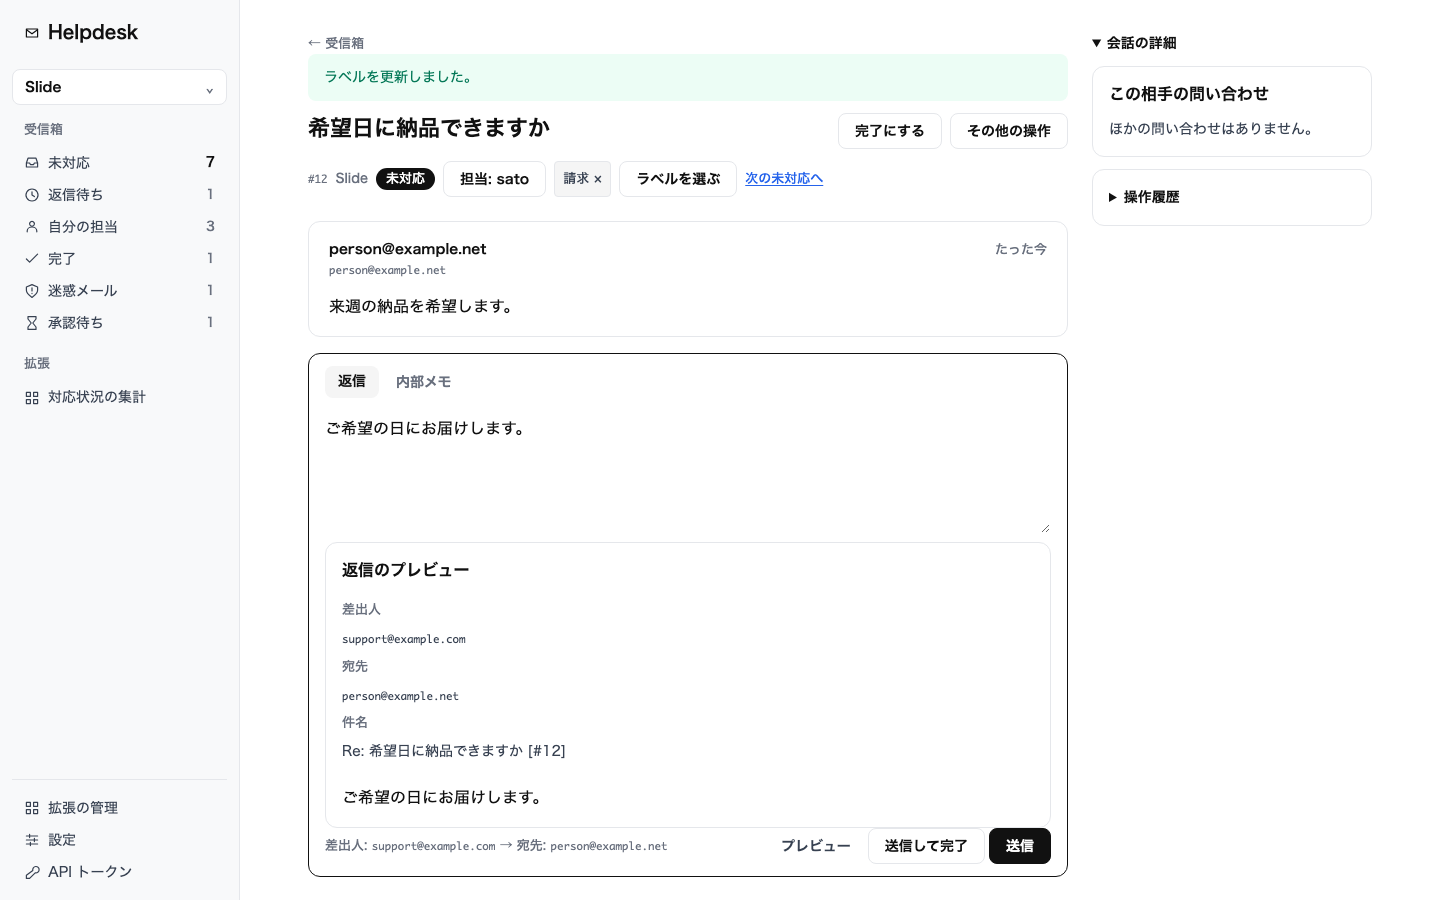 Helpdesk
Slide
受信箱
未対応 7
返信待ち 1
自分の担当 3
完了 1
迷惑メール 1
承認待ち 1
拡張
対応状況の集計
拡張の管理
設定
API トークン
← 受信箱
ラベルを更新しました。
希望日に納品できますか
完了にする
その他の操作
#12 Slide 未対応 担当: sato 請求 × ラベルを選ぶ 次の未対応へ
person@example.net たった今
person@example.net
来週の納品を希望します。
返信 内部メモ
ご希望の日にお届けします。
返信のプレビュー
差出人
support@example.com
宛先
person@example.net
件名
Re: 希望日に納品できますか [#12]
ご希望の日にお届けします。
差出人: support@example.com → 宛先: person@example.net
プレビュー 送信して完了 送信
▼ 会話の詳細
この相手の問い合わせ
ほかの問い合わせはありません。
▶ 操作履歴